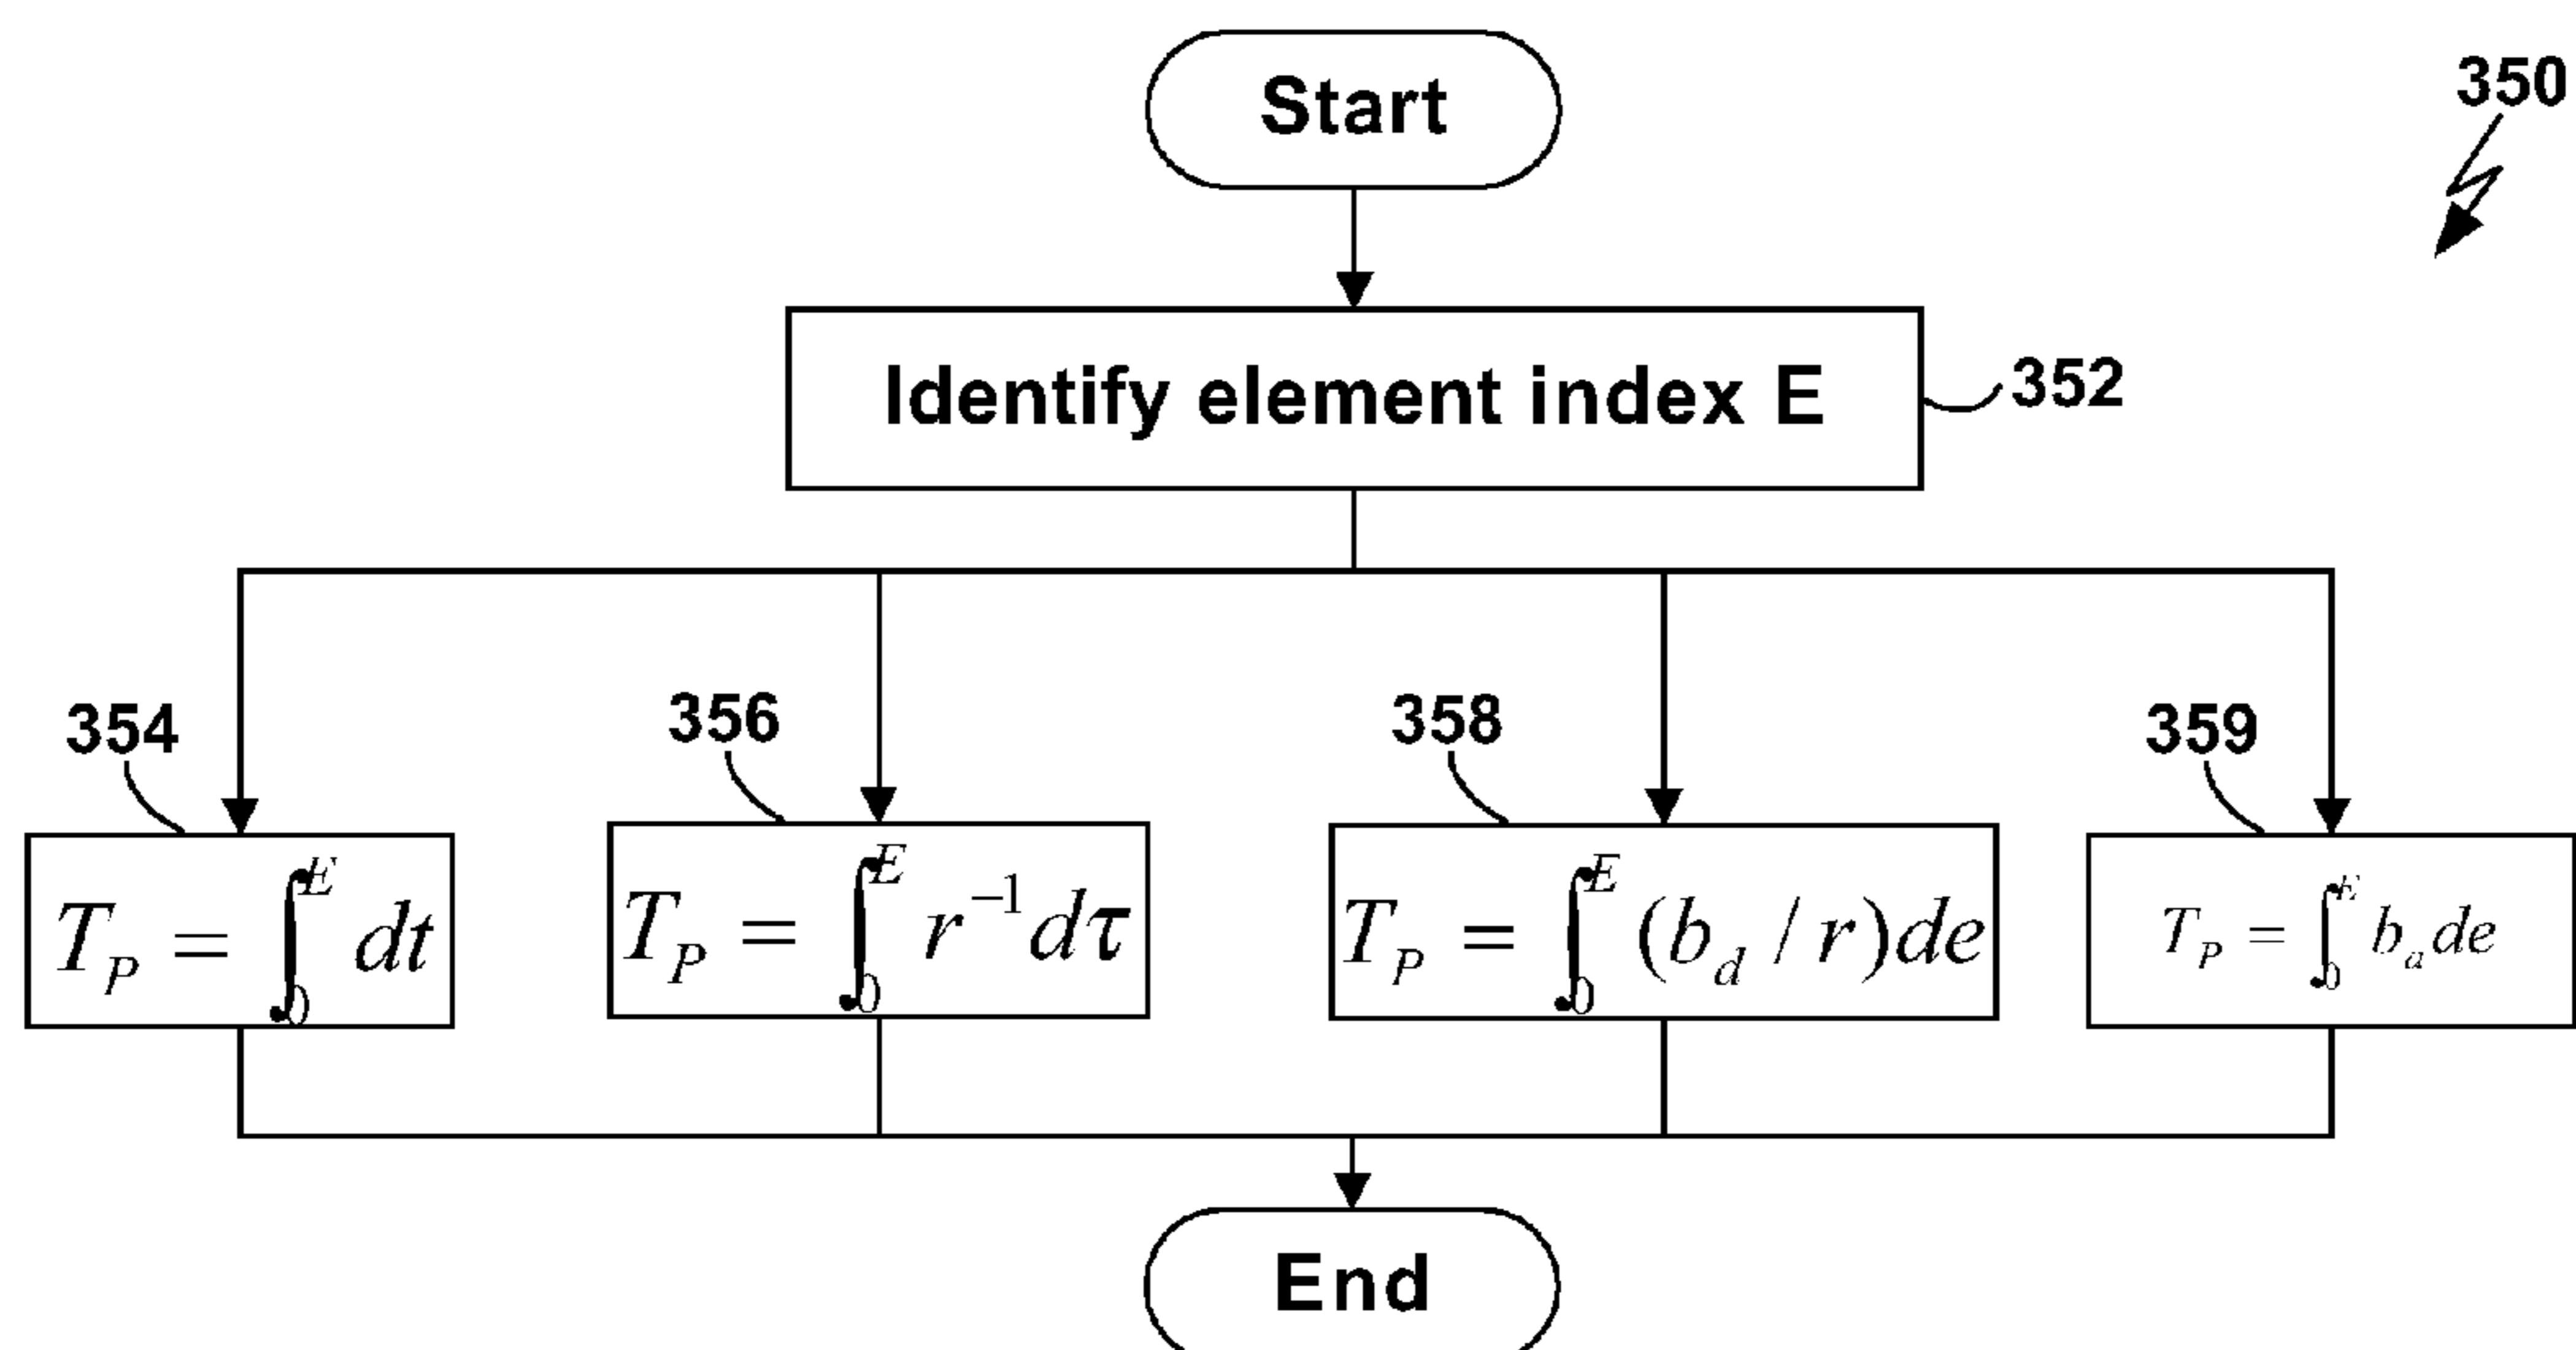 Start
350
Identify element index E
352
354
356
358
359
T_P = ∫_0^E dt
T_P = ∫_0^E r^{-1} dτ
T_P = ∫_0^E (b_d / r) de
T_P = ∫_0^E b_a de
End